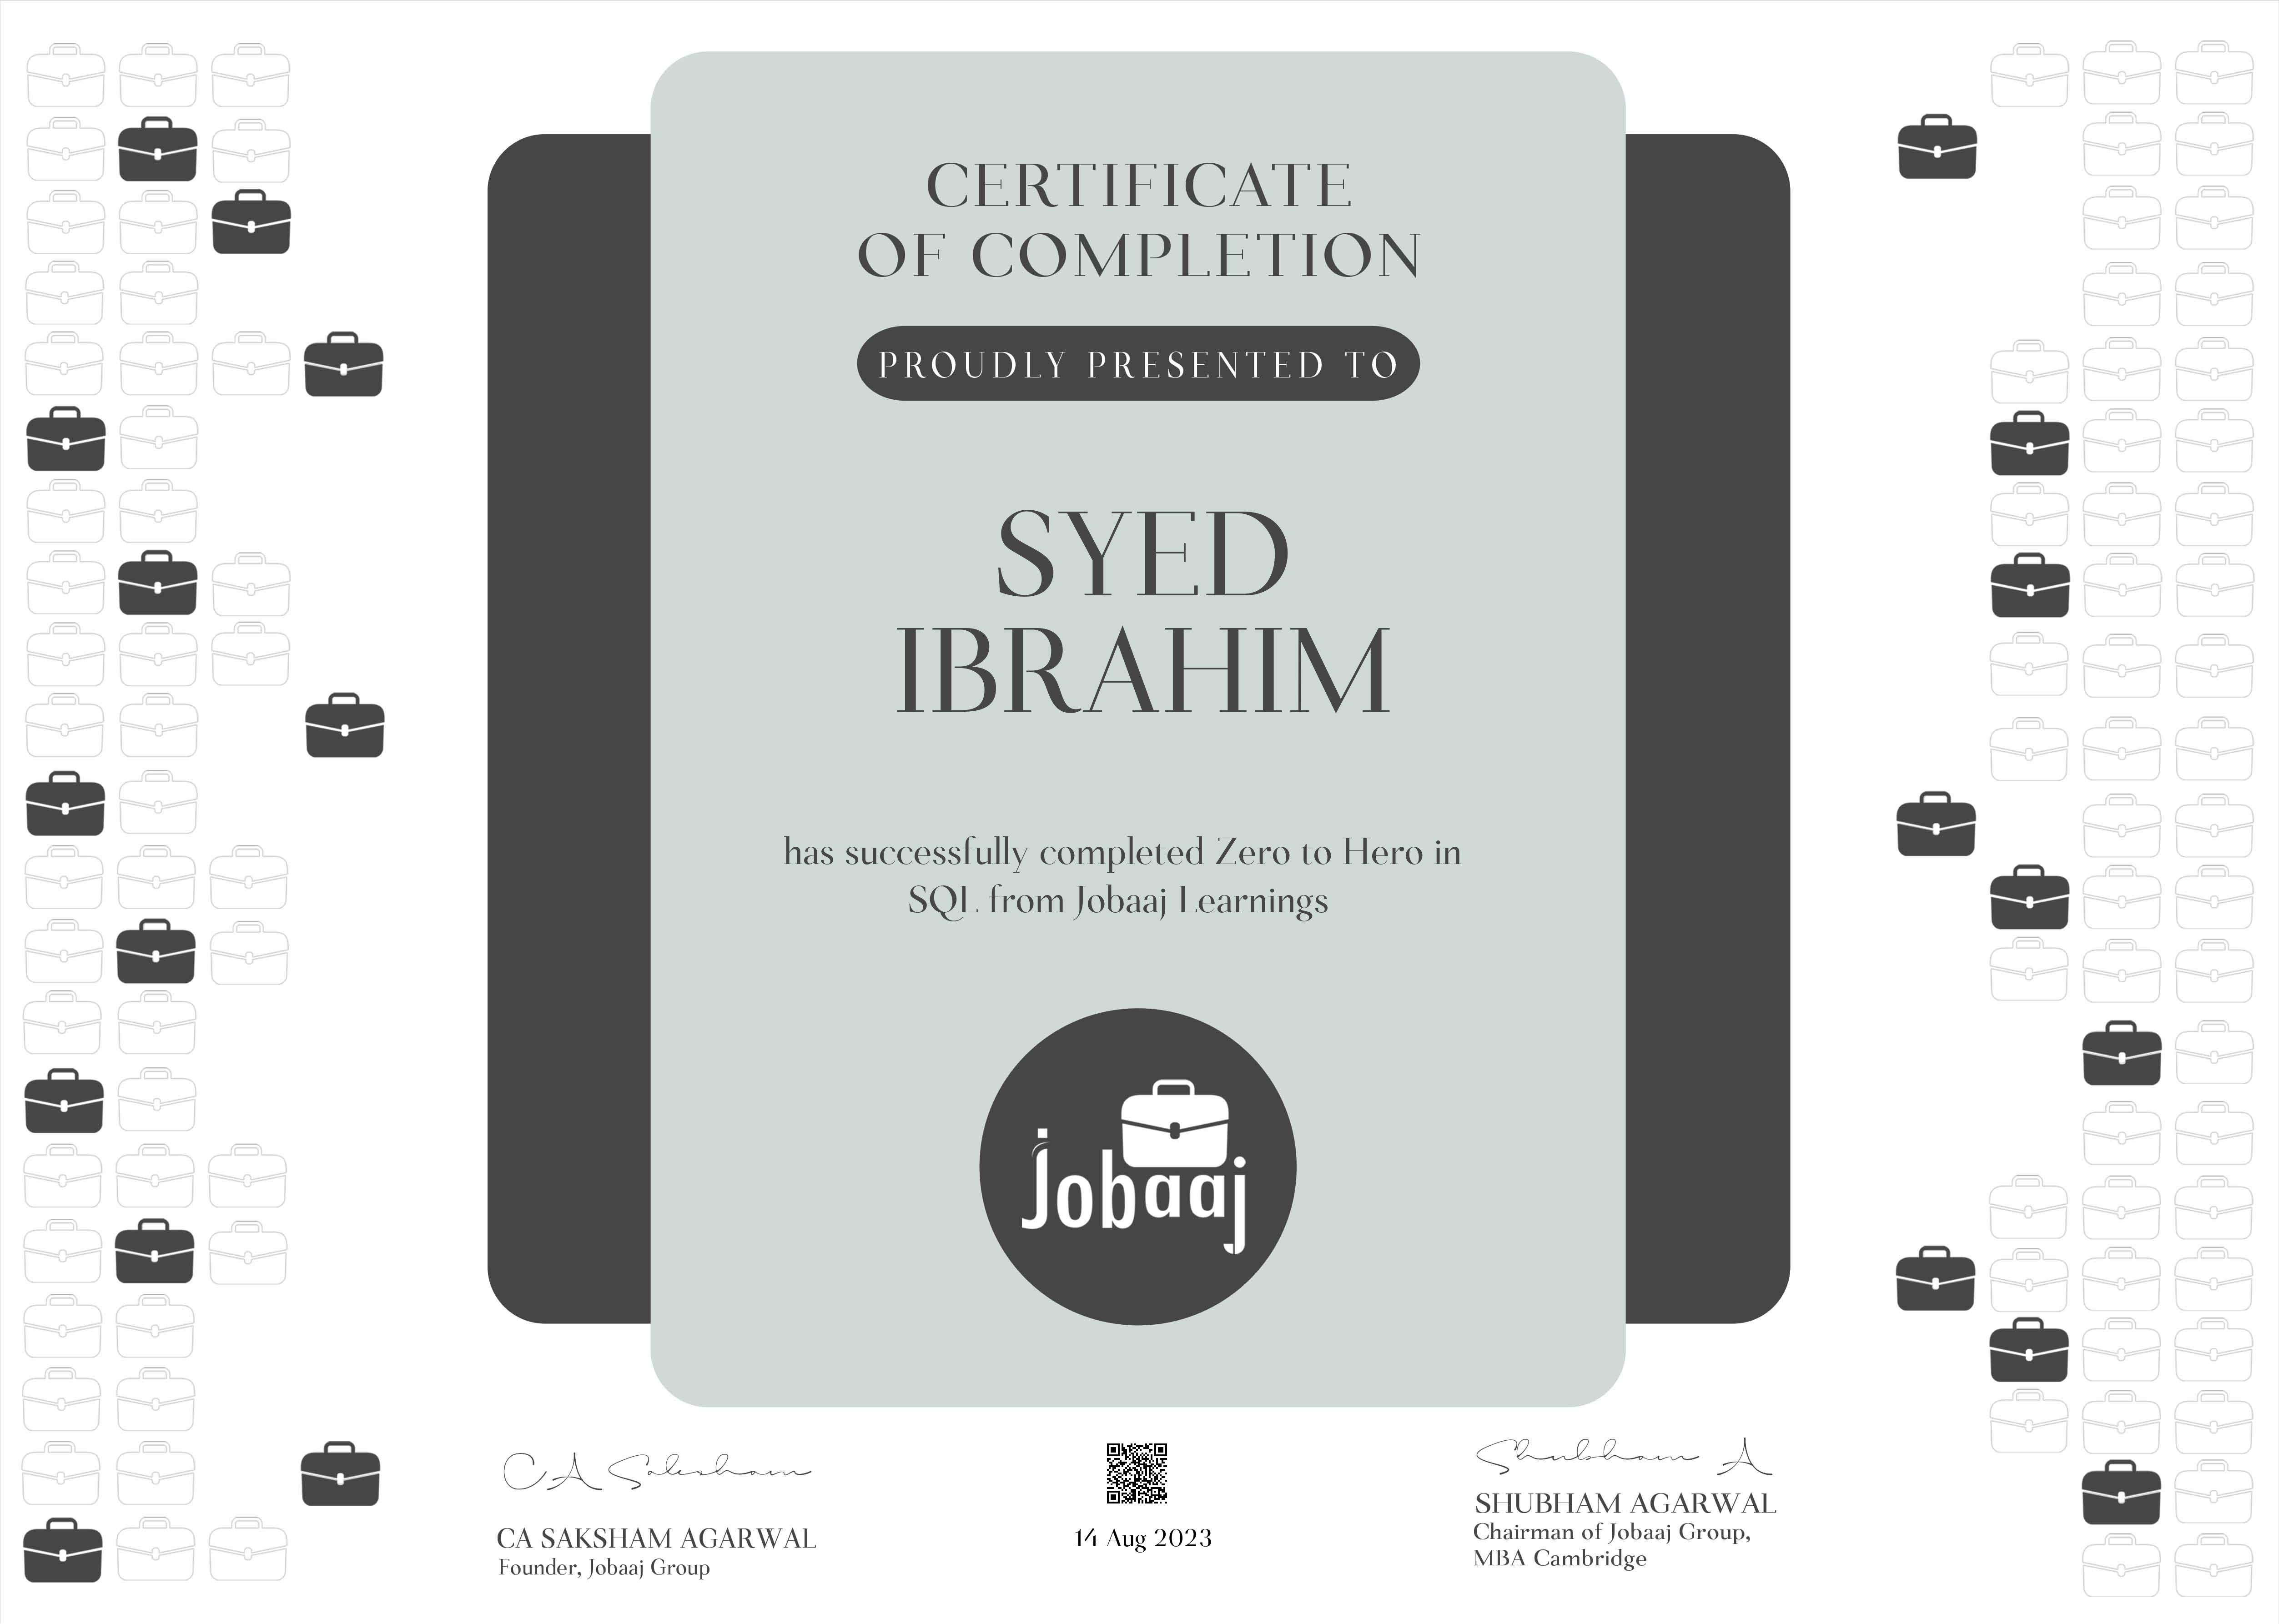 CERTIFICATE
OF COMPLETION
PROUDLY PRESENTED TO
SYED
IBRAHIM
has successfully completed Zero to Hero in
SQL from Jobaaj Learnings
jobaaj
CA Saksham
CA SAKSHAM AGARWAL
Founder, Jobaaj Group
14 Aug 2023
Shubham A
SHUBHAM AGARWAL
Chairman of Jobaaj Group,
MBA Cambridge